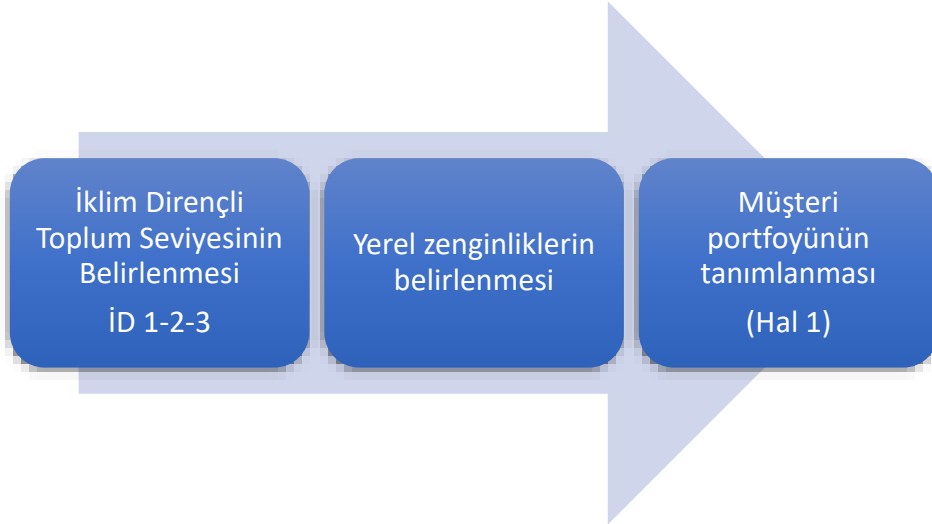 İklim Dirençli
Toplum Seviyesinin
Belirlenmesi
İD 1-2-3
Yerel zenginliklerin
belirlenmesi
Müşteri
portfoyünün
tanımlanması
(Hal 1)